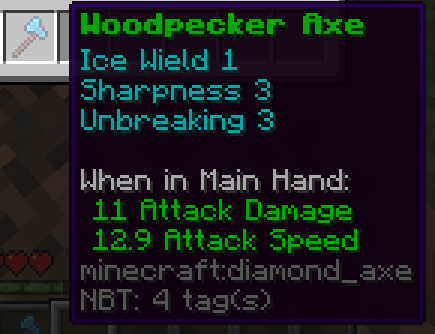 Woodpecker Axe
Ice Wield 1
Sharpness 3
Unbreaking 3
When in Main Hand:
11 Attack Damage
12.9 Attack Speed
minecraft:diamond_axe
NBT: 4 tag(s)